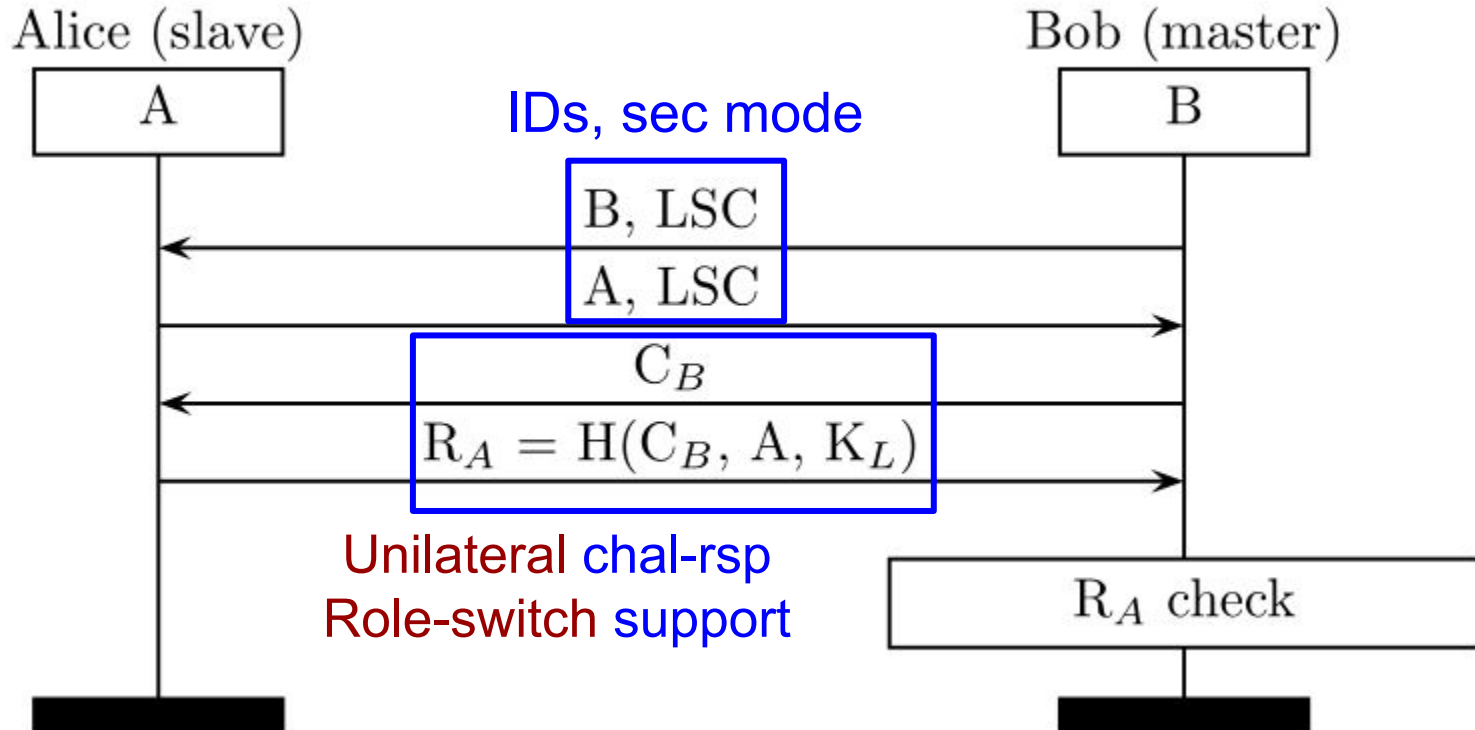 Alice (slave)
Bob (master)
A
B
IDs, sec mode
B, LSC
A, LSC
C_B
R_A = H(C_B, A, K_L)
Unilateral chal-rsp
Role-switch support
R_A check